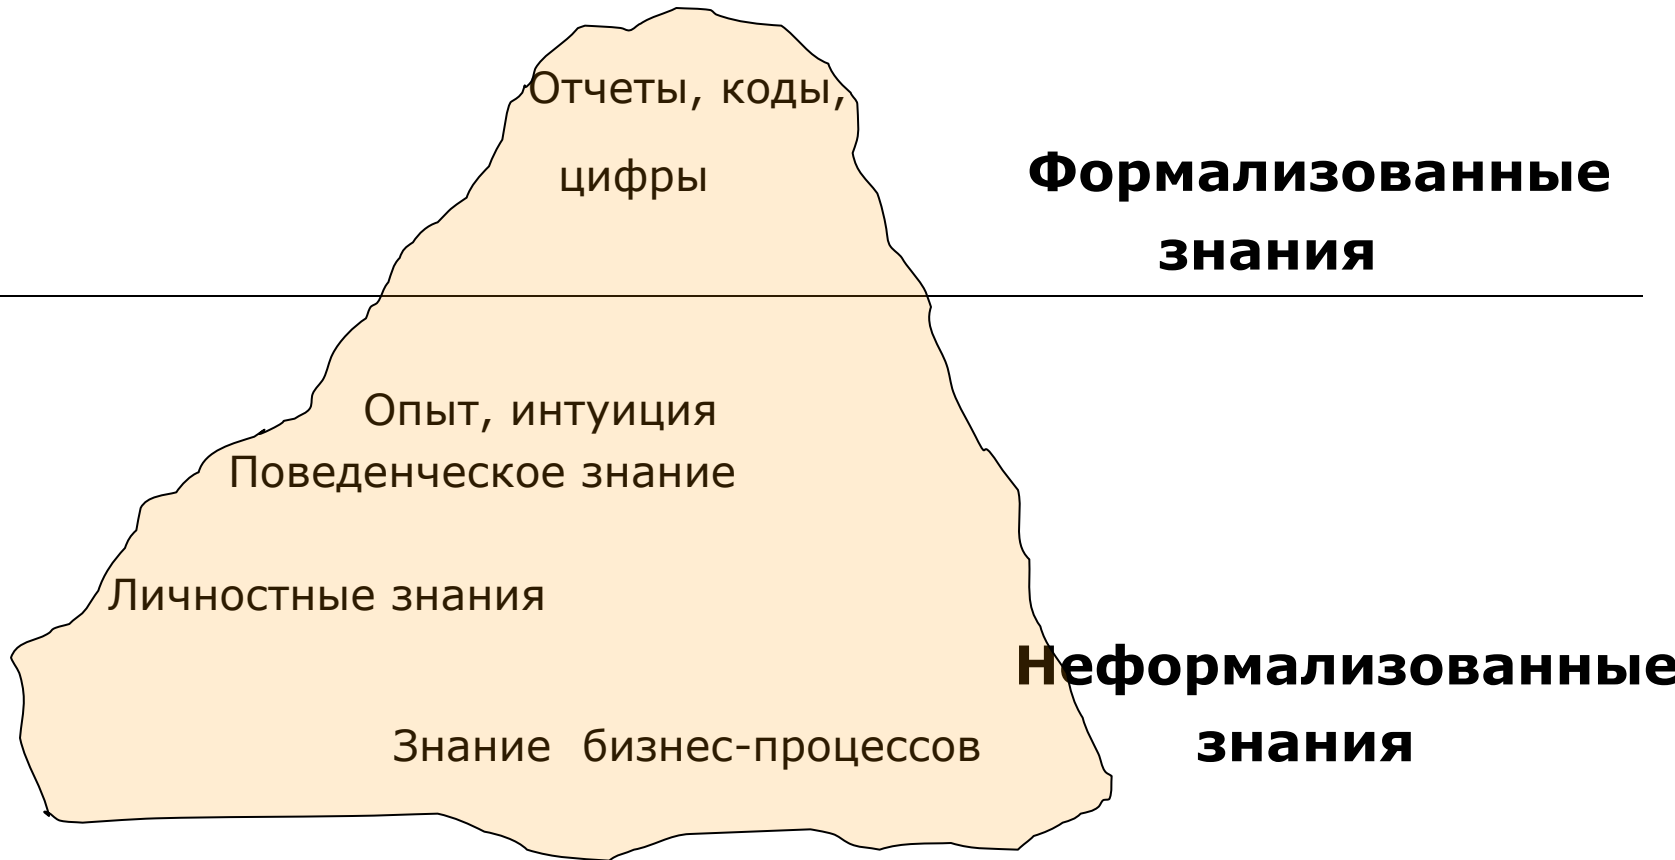 Отчеты, коды,
цифры
Формализованные
знания
Опыт, интуиция
Поведенческое знание
Личностные знания
Неформализованные
знания
Знание бизнес-процессов